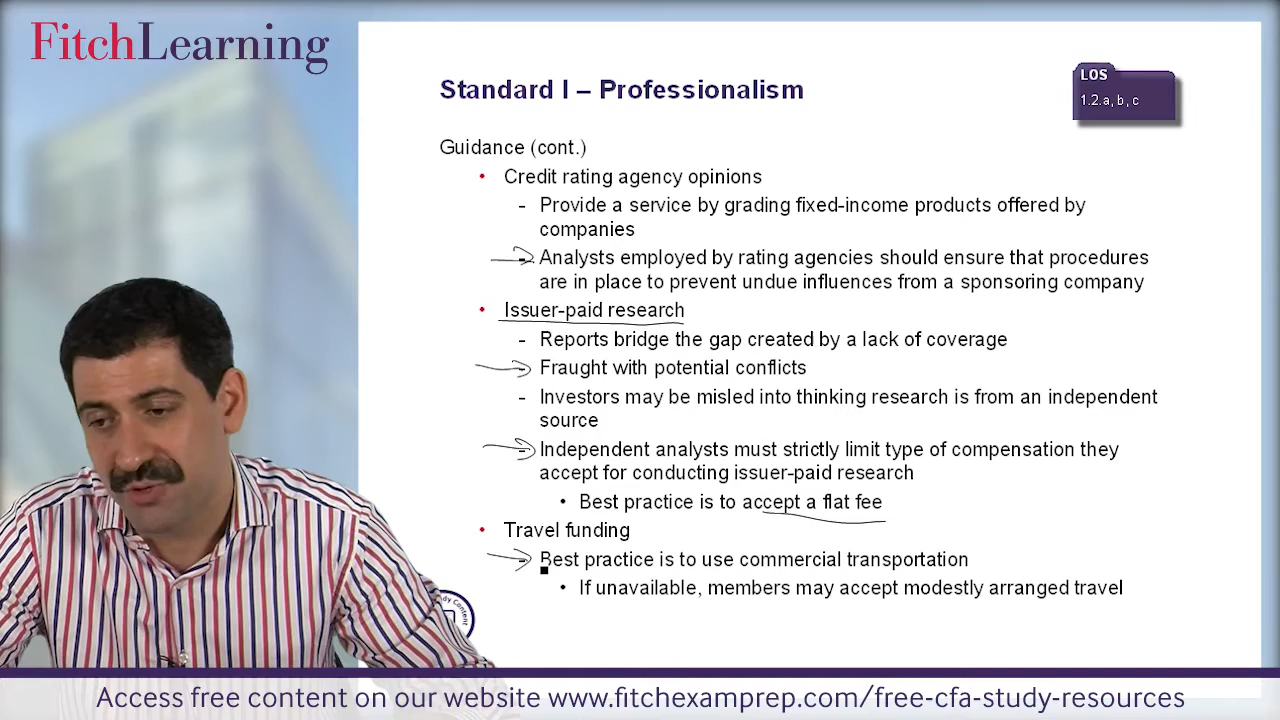 FitchLearning
Standard I – Professionalism
LOS
1.2.a, b, c
Guidance (cont.)
• Credit rating agency opinions
- Provide a service by grading fixed-income products offered by
companies
- Analysts employed by rating agencies should ensure that procedures
are in place to prevent undue influences from a sponsoring company
• Issuer-paid research
- Reports bridge the gap created by a lack of coverage
- Fraught with potential conflicts
- Investors may be misled into thinking research is from an independent
source
- Independent analysts must strictly limit type of compensation they
accept for conducting issuer-paid research
• Best practice is to accept a flat fee
• Travel funding
- Best practice is to use commercial transportation
• If unavailable, members may accept modestly arranged travel
Content
Access free content on our website www.fitchexamprep.com/free-cfa-study-resources